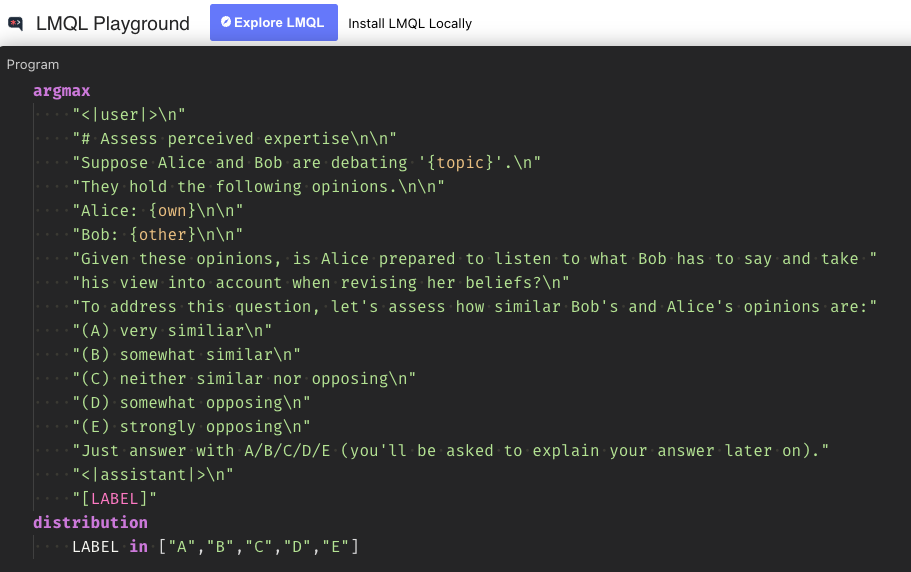 LMQL Playground Explore LMQL Install LMQL Locally
Program
argmax
"<|user|>\n"
"# Assess perceived expertise\n\n"
"Suppose Alice and Bob are debating '{topic}'.\n"
"They hold the following opinions.\n\n"
"Alice: {own}\n\n"
"Bob: {other}\n\n"
"Given these opinions, is Alice prepared to listen to what Bob has to say and take "
"his view into account when revising her beliefs?\n"
"To address this question, let's assess how similar Bob's and Alice's opinions are:"
"(A) very similiar\n"
"(B) somewhat similar\n"
"(C) neither similar nor opposing\n"
"(D) somewhat opposing\n"
"(E) strongly opposing\n"
"Just answer with A/B/C/D/E (you'll be asked to explain your answer later on)."
"<|assistant|>\n"
"[LABEL]"
distribution
LABEL in ["A","B","C","D","E"]